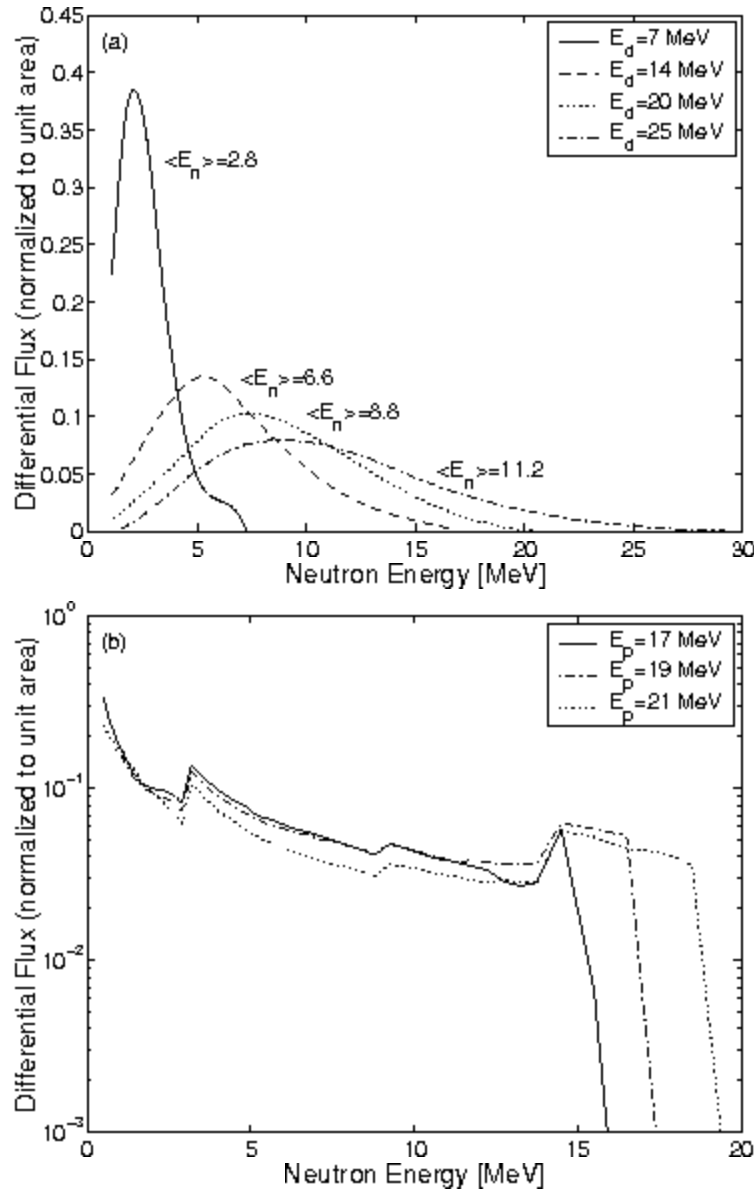 (a)
E_d=7 MeV
E_d=14 MeV
E_d=20 MeV
E_d=25 MeV
<E_n>=2.8
<E_n>=6.6
<E_n>=8.8
<E_n>=11.2
Differential Flux (normalized to unit area)
0.45
0.4
0.35
0.3
0.25
0.2
0.15
0.1
0.05
0
0 5 10 15 20 25 30
Neutron Energy [MeV]
(b)
E_p=17 MeV
E_p=19 MeV
E_p=21 MeV
Differential Flux (normalized to unit area)
10^0
10^-1
10^-2
10^-3
0 5 10 15 20
Neutron Energy [MeV]